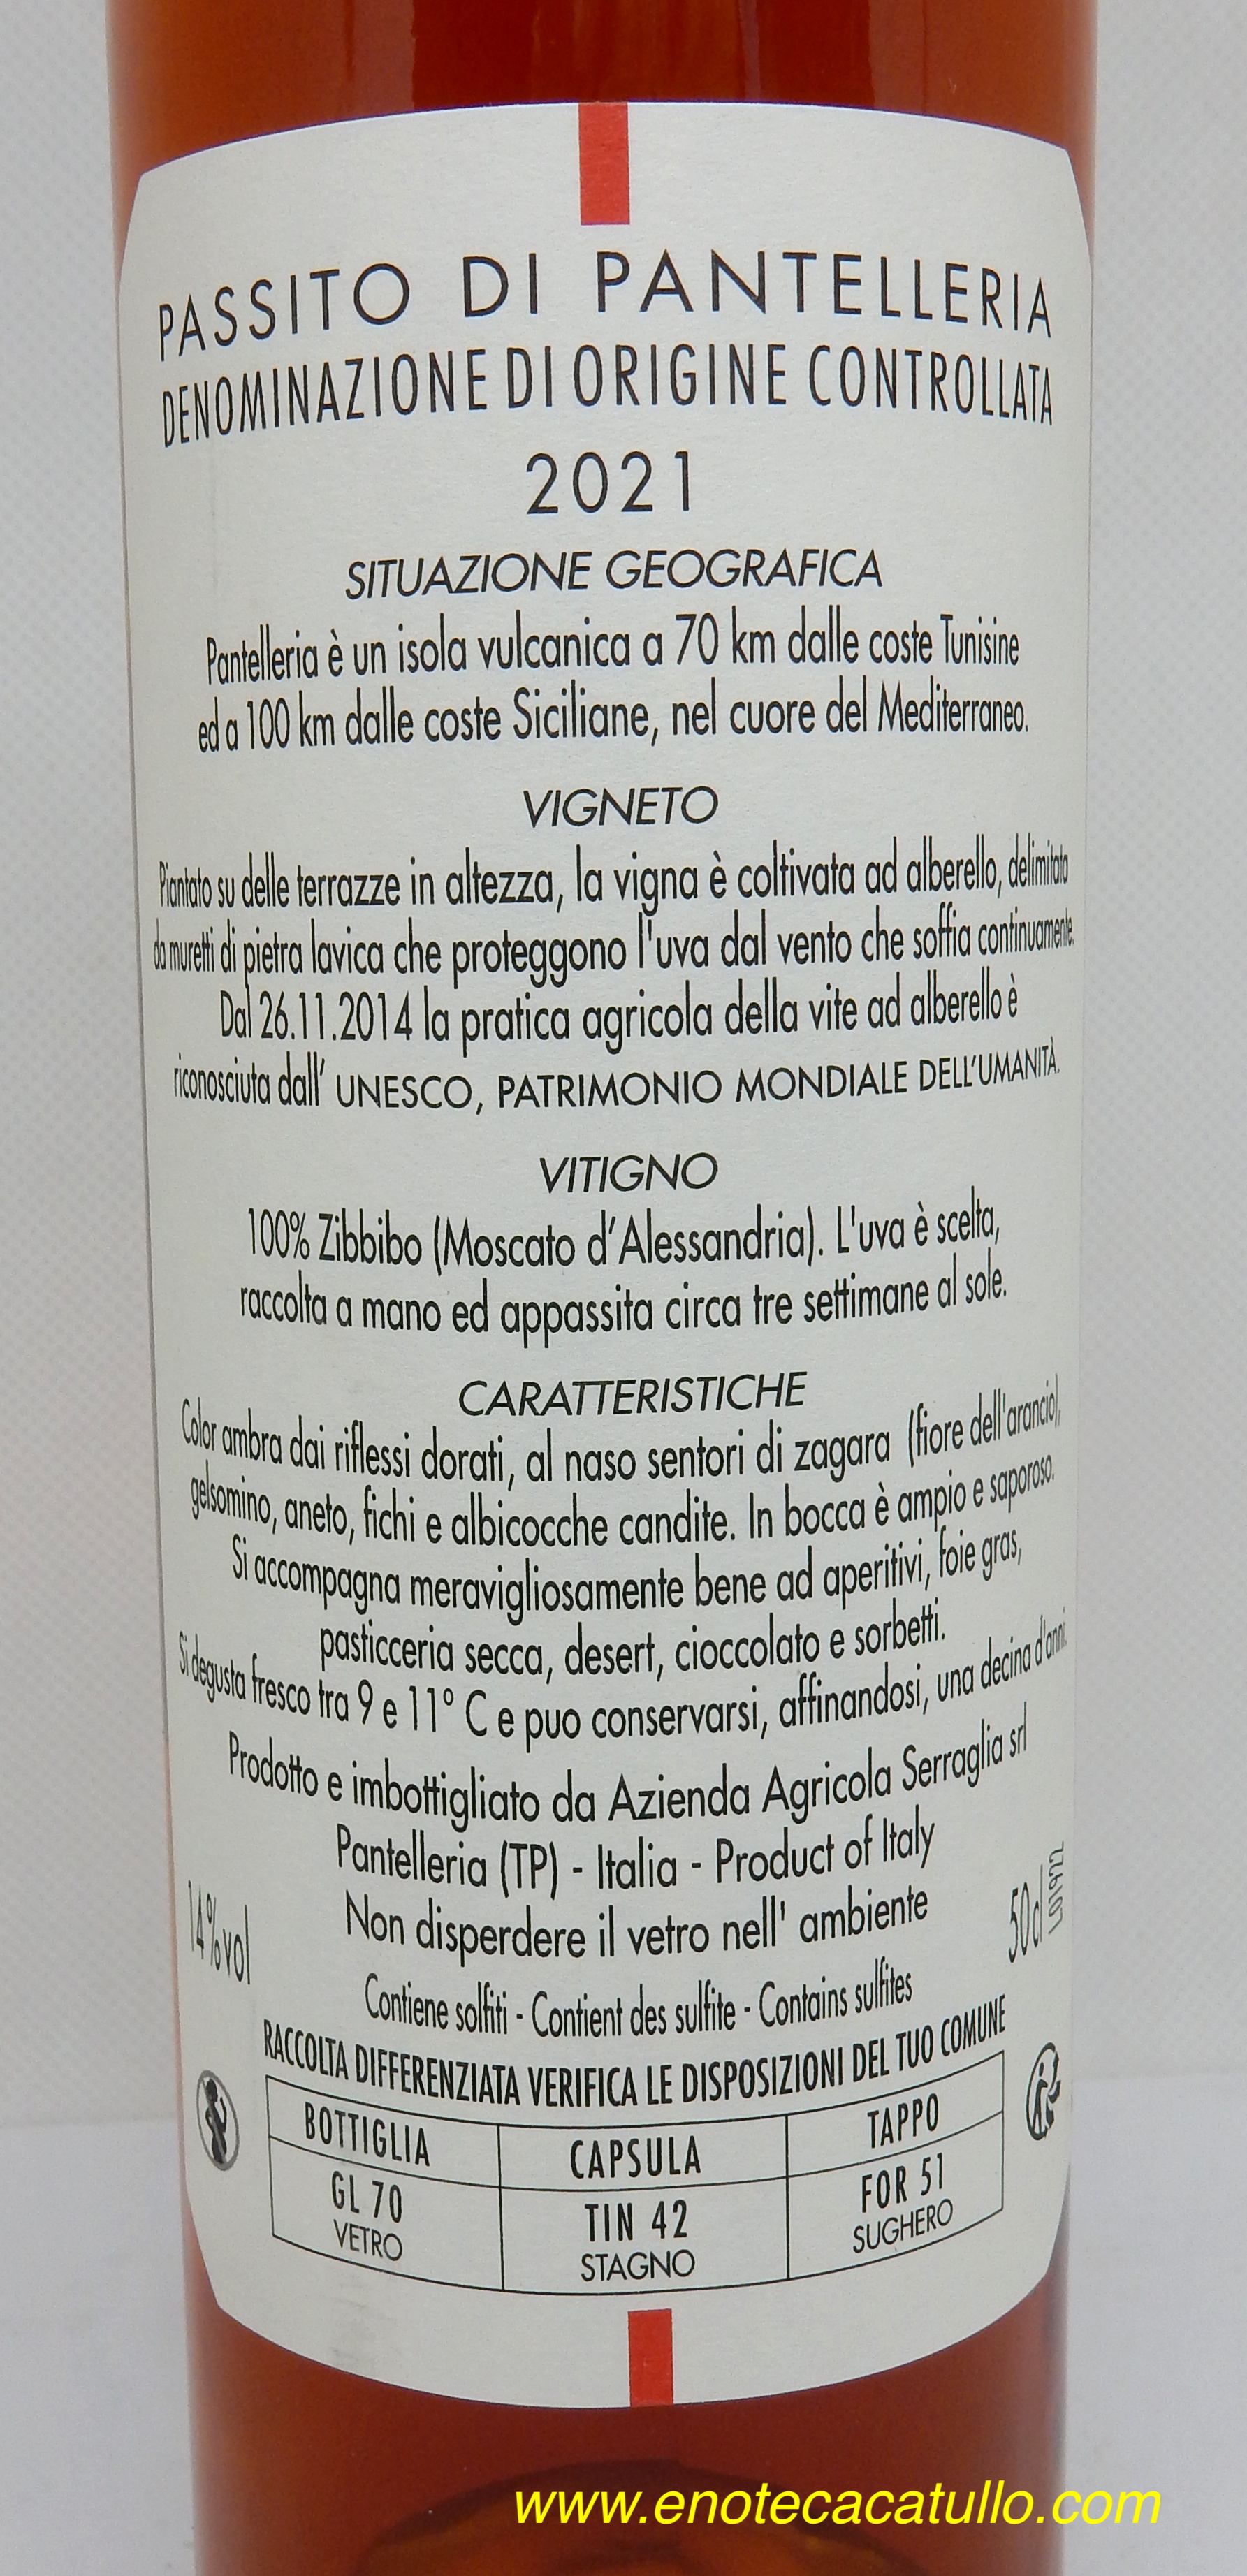 PASSITO DI PANTELLERIA
DENOMINAZIONE DI ORIGINE CONTROLLATA
2021
SITUAZIONE GEOGRAFICA
Pantelleria è un isola vulcanica a 70 km dalle coste Tunisine
ed a 100 km dalle coste Siciliane, nel cuore del Mediterraneo.
VIGNETO
Piantato su delle terrazze in altezza, la vigna è coltivata ad alberello, delimitata
da muretti di pietra lavica che proteggono l'uva dal vento che soffia continuamente.
Dal 26.11.2014 la pratica agricola della vite ad alberello è
riconosciuta dall' UNESCO, PATRIMONIO MONDIALE DELL'UMANITÀ.
VITIGNO
100% Zibbibo (Moscato d'Alessandria). L'uva è scelta,
raccolta a mano ed appassita circa tre settimane al sole.
CARATTERISTICHE
Color ambra dai riflessi dorati, al naso sentori di zagara (fiore dell'arancio),
gelsomino, aneto, fichi e albicocche candite. In bocca è ampio e saporoso.
Si accompagna meravigliosamente bene ad aperitivi, foie gras,
pasticceria secca, desert, cioccolato e sorbetti.
Si degusta fresco tra 9 e 11° C e puo conservarsi, affinandosi, una decina d'anni.
Prodotto e imbottigliato da Azienda Agricola Serraglia srl
Pantelleria (TP) - Italia - Product of Italy
Non disperdere il vetro nell' ambiente
14%vol
50cl
L01922
Contiene solfiti - Contient des sulfite - Contains sulfites
RACCOLTA DIFFERENZIATA VERIFICA LE DISPOSIZIONI DEL TUO COMUNE
BOTTIGLIA CAPSULA TAPPO
GL 70 TIN 42 FOR 51
VETRO STAGNO SUGHERO
www.enotecacatullo.com